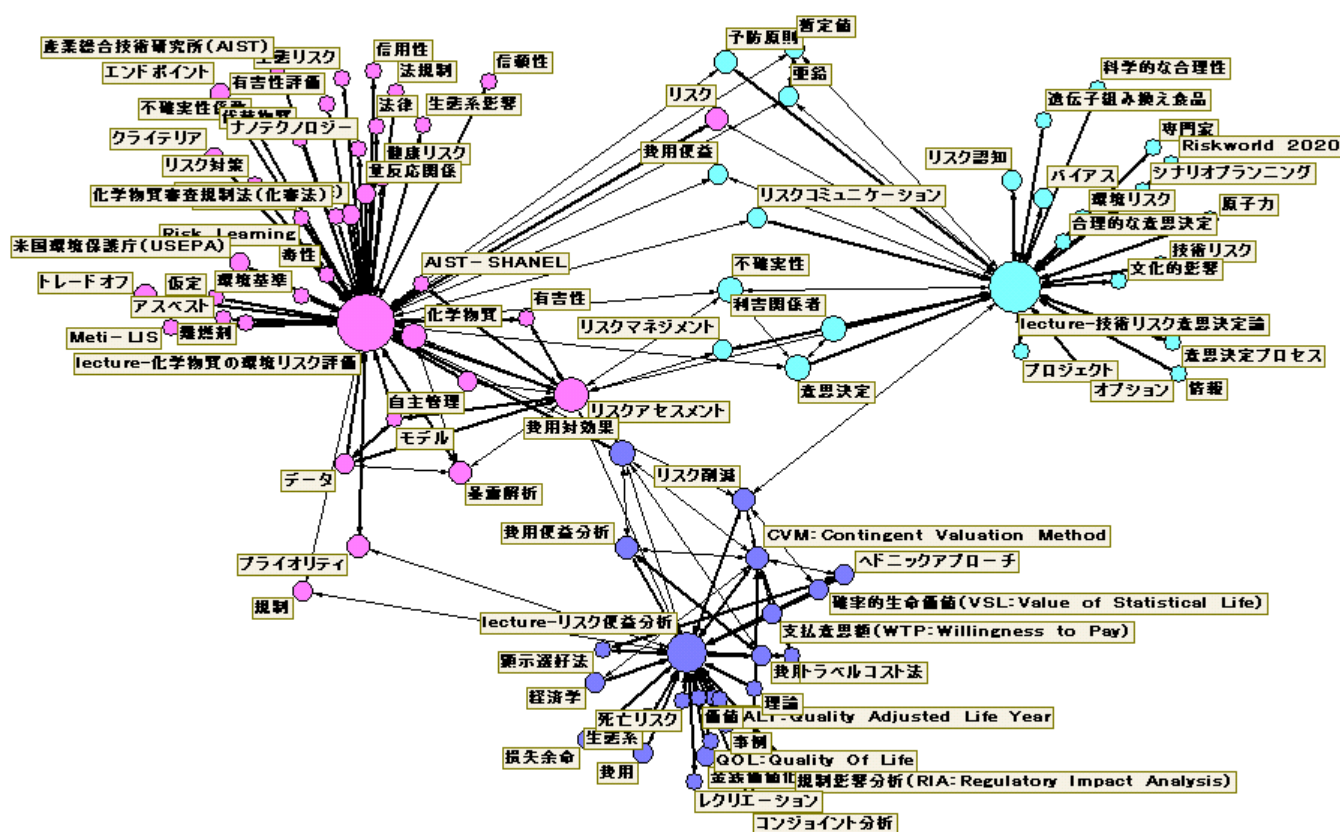 産業総合技術研究所(AIST)
信用性
信頼性
エンドポイント
有害性評価
法規制
ナノテクノロジー
法律
生態系影響
クライテリア
健康リスク
リスク対策
量反応関係
化学物質審査規制法(化審法)
Risk Learning
米国環境保護庁(USEPA)
毒性
トレードオフ
仮定
環境基準
アスベスト
Meti-LIS
難燃剤
lecture-化学物質の環境リスク評価
AIST-SHANEL
化学物質
有害性
自主管理
リスクアセスメント
モデル
データ
暴露解析
プライオリティ
規制
予防原則
暫定値
亜鉛
リスク
費用便益
リスクコミュニケーション
不確実性
利害関係者
リスクマネジメント
意思決定
科学的な合理性
遺伝子組み換え食品
専門家
Riskworld 2020
リスク認知
バイアス
シナリオプランニング
環境リスク
原子力
合理的な意思決定
技術リスク
文化的影響
lecture-技術リスク意思決定論
意思決定プロセス
プロジェクト
オプション
情報
費用対効果
リスク削減
費用便益分析
CVM:Contingent Valuation Method
ヘドニックアプローチ
確率的生命価値(VSL:Value of Statistical Life)
lecture-リスク便益分析
支払意思額(WTP:Willingness to Pay)
顕示選好法
トラベルコスト法
経済学
理論
死亡リスク
価値
Quality Adjusted Life Year
生態系
事例
損失余命
費用
QOL:Quality Of Life
規制影響分析(RIA:Regulatory Impact Analysis)
レクリエーション
コンジョイント分析